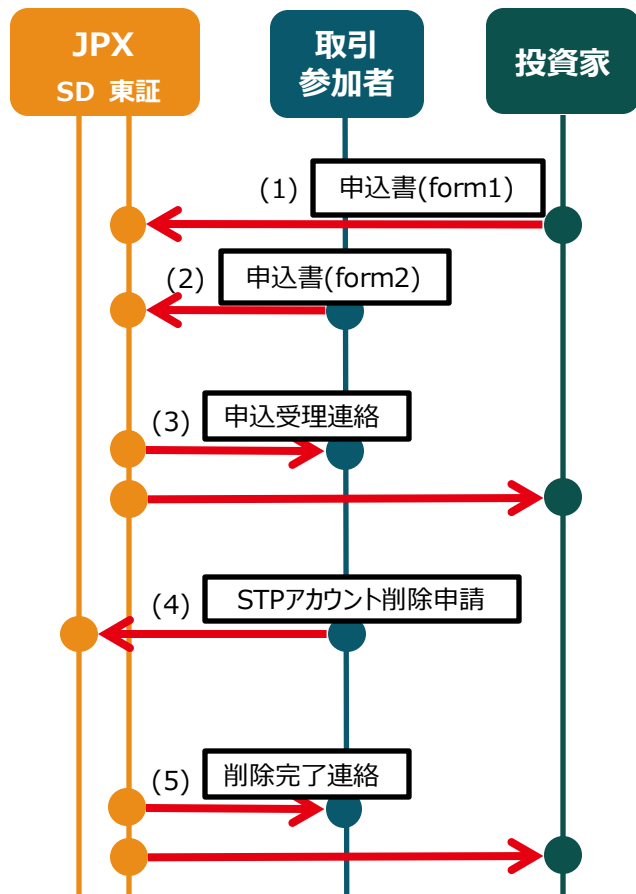 JPX
SD 東証
取引
参加者
投資家
(1)
申込書(form1)
(2)
申込書(form2)
(3)
申込受理連絡
(4)
STPアカウント削除申請
(5)
削除完了連絡